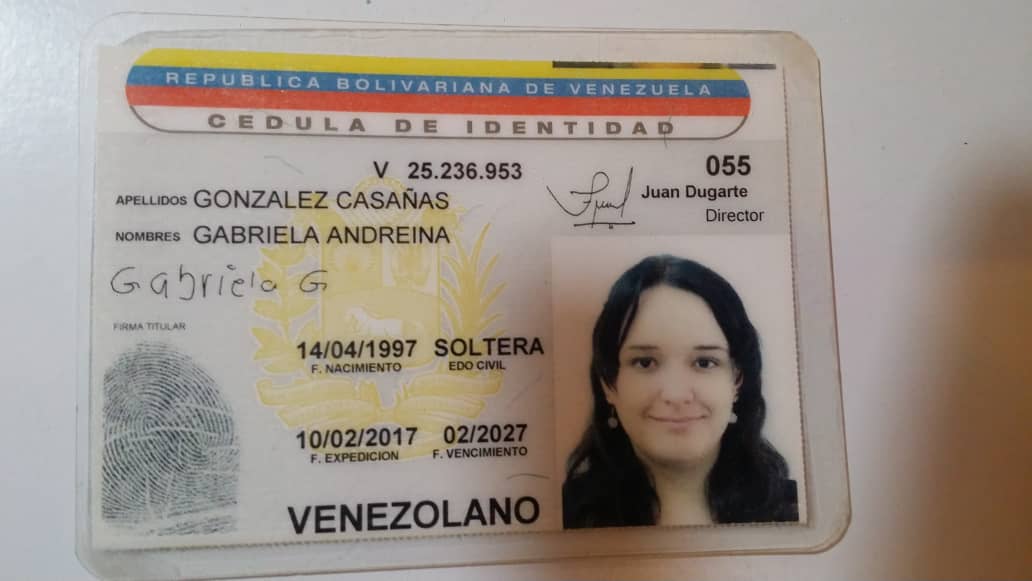 REPUBLICA BOLIVARIANA DE VENEZUELA
CEDULA DE IDENTIDAD
V 25.236.953
055
Juan Dugarte
Director
APELLIDOS GONZALEZ CASAÑAS
NOMBRES GABRIELA ANDREINA
Gabriela G
FIRMA TITULAR
14/04/1997 SOLTERA
F. NACIMIENTO EDO CIVIL
10/02/2017 02/2027
F. EXPEDICION F. VENCIMIENTO
VENEZOLANO